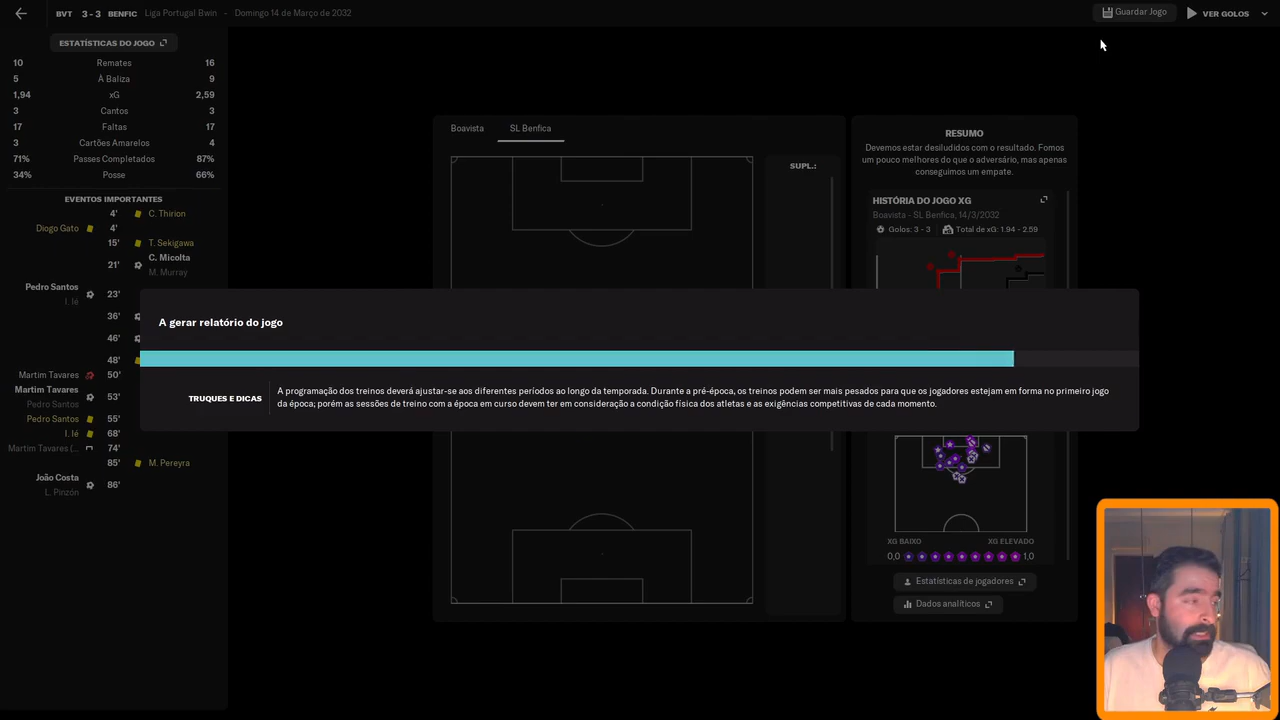 BVT 3 - 3 BENFIC Liga Portugal Bwin - Domingo 14 de Março de 2032
Guardar Jogo
VER GOLOS
ESTATÍSTICAS DO JOGO
10 Remates 16
5 À Baliza 9
1,94 xG 2,59
3 Cantos 3
17 Faltas 17
3 Cartões Amarelos 4
71% Passes Completados 87%
34% Posse 66%
EVENTOS IMPORTANTES
4' C. Thirion
Diogo Gato 4'
15' T. Sekigawa
21' C. Micolta
M. Murray
Pedro Santos 23'
I. Ié
36'
46'
48'
Martim Tavares 50'
Martim Tavares 53'
Pedro Santos
Pedro Santos 55'
I. Ié 68'
Martim Tavares (... 74'
85' M. Pereyra
João Costa 86'
L. Pinzón
Boavista SL Benfica
SUPL.:
RESUMO
Devemos estar desiludidos com o resultado. Fomos
um pouco melhores do que o adversário, mas apenas
conseguimos um empate.
HISTÓRIA DO JOGO XG
Boavista - SL Benfica, 14/3/2032
Golos: 3 - 3 Total de xG: 1.94 - 2.59
A gerar relatório do jogo
TRUQUES E DICAS
A programação dos treinos deverá ajustar-se aos diferentes períodos ao longo da temporada. Durante a pré-época, os treinos podem ser mais pesados para que os jogadores estejam em forma no primeiro jogo
da época; porém as sessões de treino com a época em curso devem ter em consideração a condição física dos atletas e as exigências competitivas de cada momento.
XG BAIXO XG ELEVADO
0,0 1,0
Estatísticas de jogadores
Dados analíticos